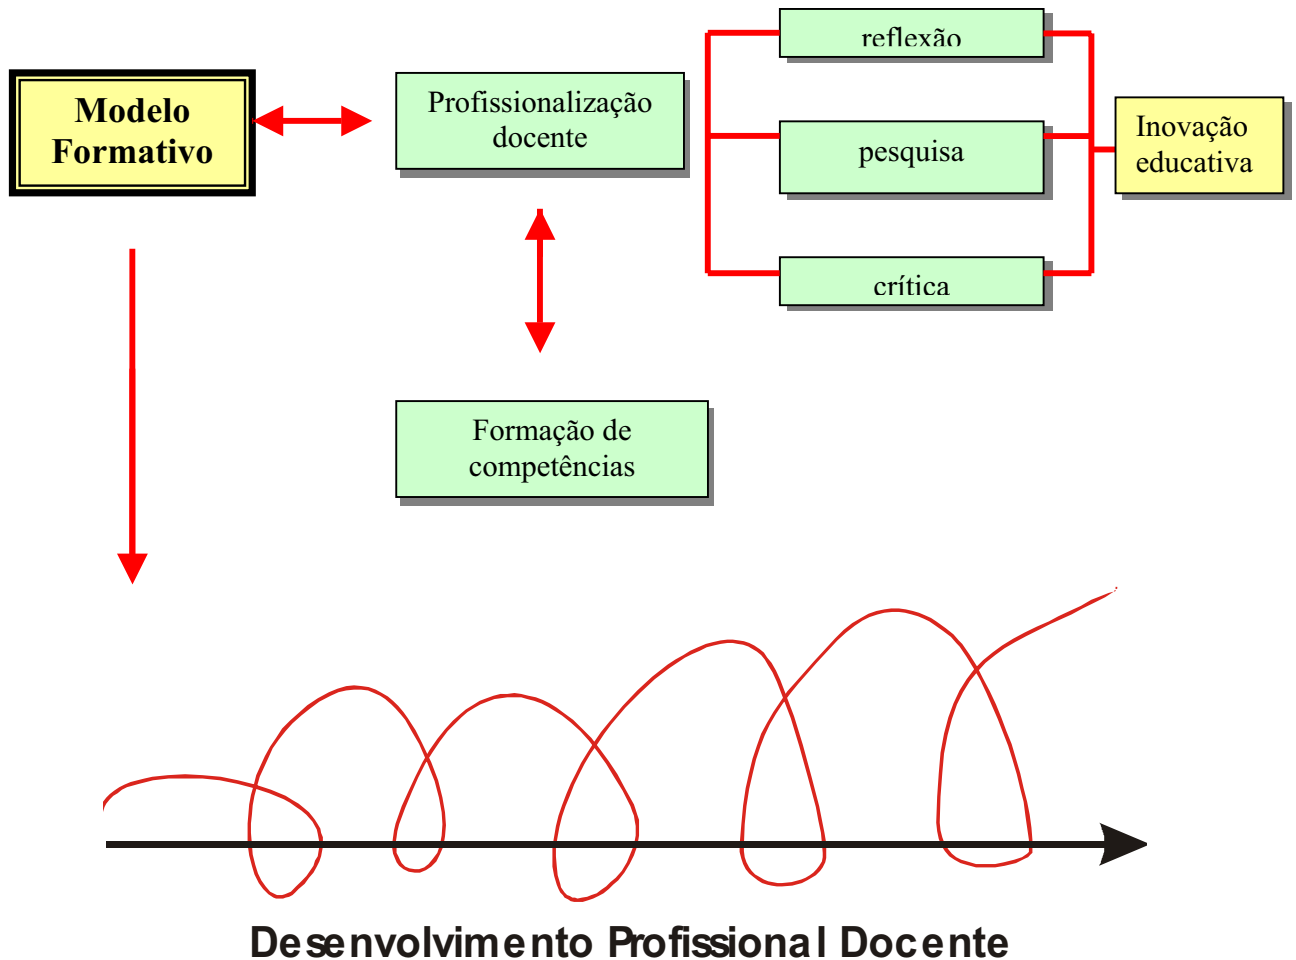 Modelo
Formativo
Profissionalização
docente
reflexão
pesquisa
crítica
Inovação
educativa
Formação de
competências
Desenvolvimento Profissional Docente